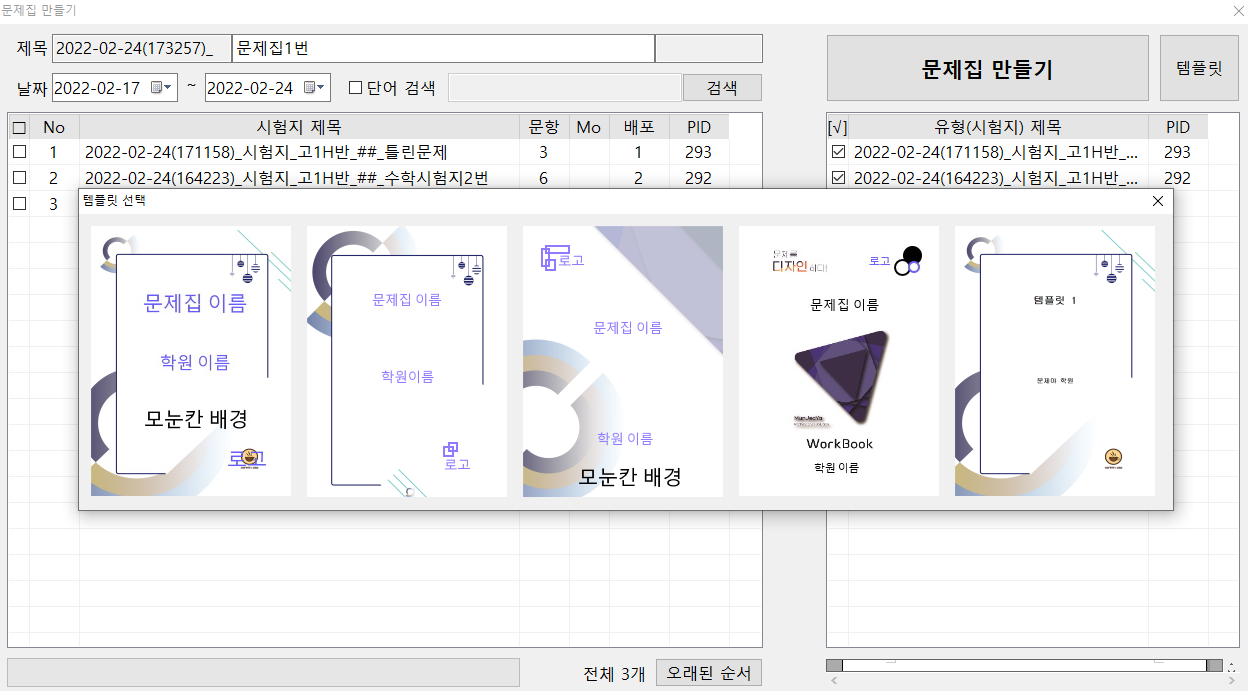 문제집 만들기
제목 2022-02-24(173257)_ 문제집1번
문제집 만들기
템플릿
날짜 2022-02-17 ~ 2022-02-24 단어 검색 검색
No 시험지 제목 문항 Mo 배포 PID
1 2022-02-24(171158)_시험지_고1H반_##_틀린문제 3 1 293
2 2022-02-24(164223)_시험지_고1H반_##_수학시험지2번 6 2 292
3
[√] 유형(시험지) 제목 PID
2022-02-24(171158)_시험지_고1H반_... 293
2022-02-24(164223)_시험지_고1H반_... 292
템플릿 선택
문제집 이름
학원 이름
모눈칸 배경
로고
문제집 이름
학원이름
로고
로고
문제집 이름
학원 이름
모눈칸 배경
문제를
디자인 하다!
로고
문제집 이름
MunJeaYa
WorkBook
학원 이름
템플릿 1
문제야 학원
전체 3개 오래된 순서